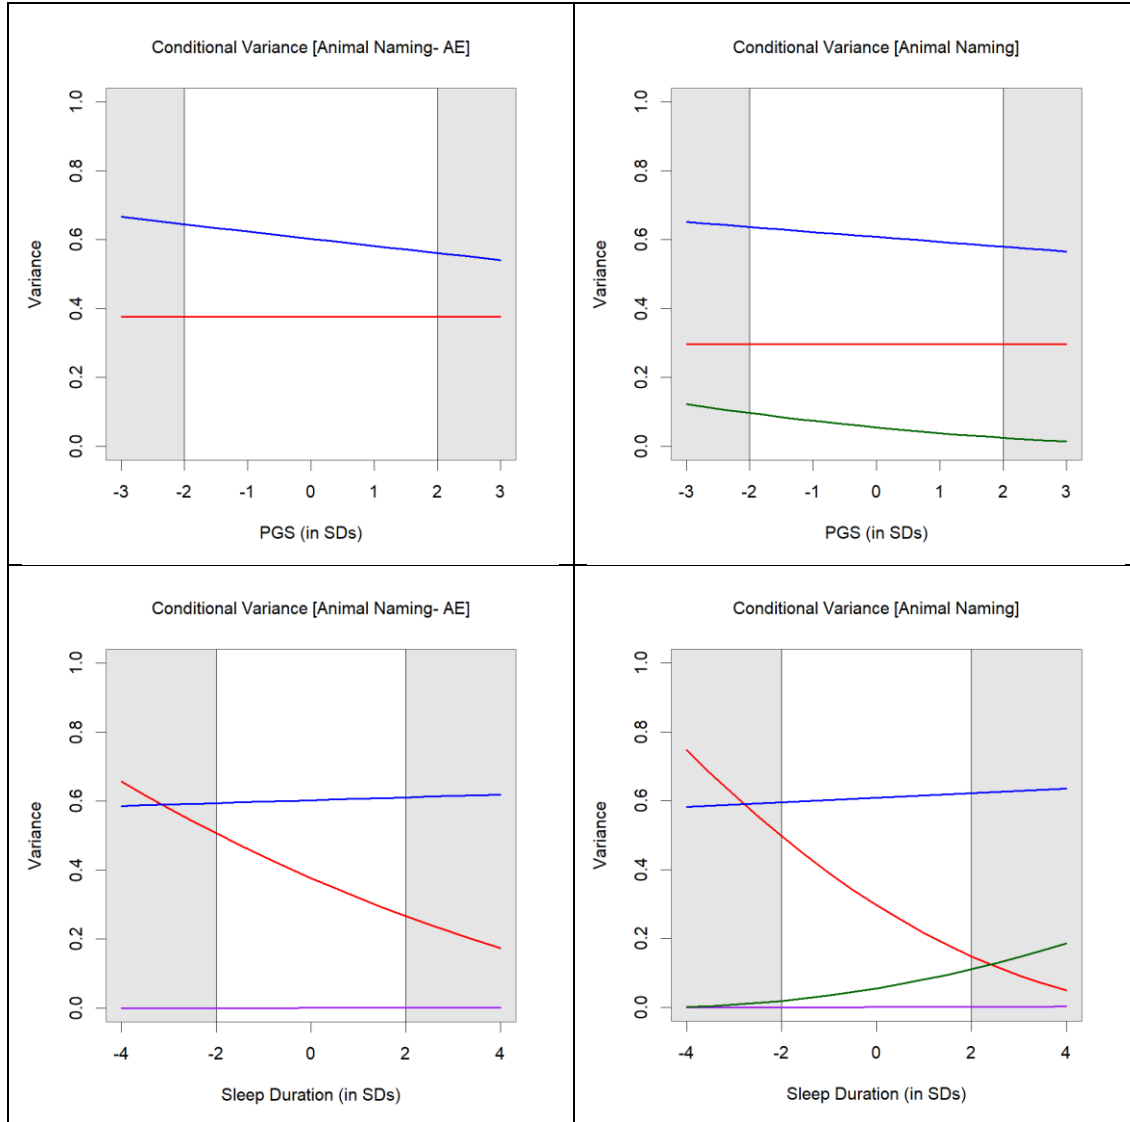 Conditional Variance [Animal Naming- AE]
1.0
0.8
0.6
0.4
0.2
0.0
Variance
-3 -2 -1 0 1 2 3
PGS (in SDs)
Conditional Variance [Animal Naming]
1.0
0.8
0.6
0.4
0.2
0.0
Variance
-3 -2 -1 0 1 2 3
PGS (in SDs)
Conditional Variance [Animal Naming- AE]
1.0
0.8
0.6
0.4
0.2
0.0
Variance
-4 -2 0 2 4
Sleep Duration (in SDs)
Conditional Variance [Animal Naming]
1.0
0.8
0.6
0.4
0.2
0.0
Variance
-4 -2 0 2 4
Sleep Duration (in SDs)